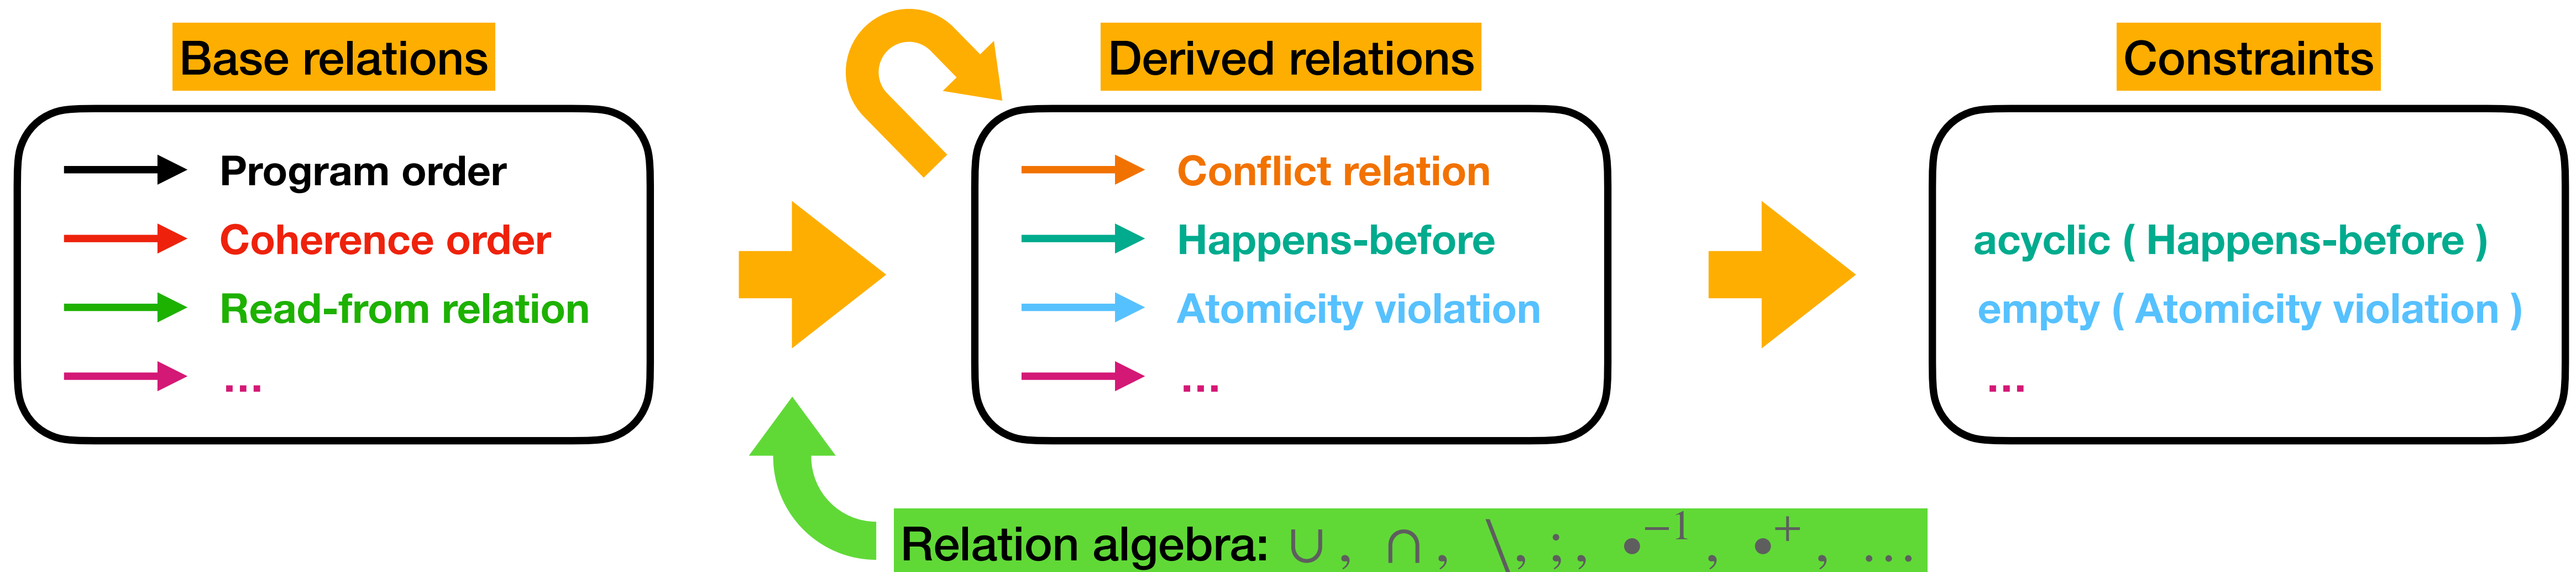 Base relations
Program order
Coherence order
Read-from relation
...
Derived relations
Conflict relation
Happens-before
Atomicity violation
...
Constraints
acyclic ( Happens-before )
empty ( Atomicity violation )
...
Relation algebra: ∪ , ∩ , \, ; , •⁻¹ , •⁺ , …